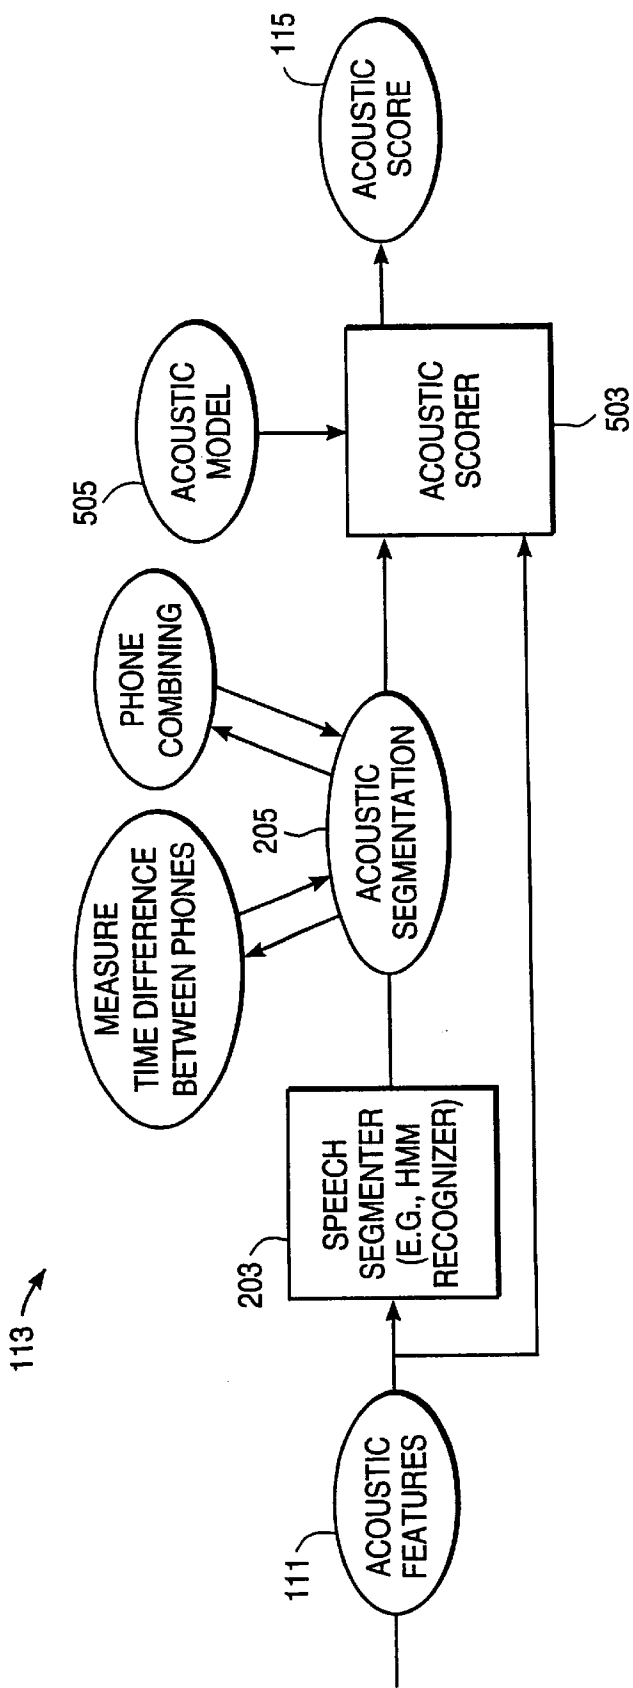 113
111
ACOUSTIC
FEATURES
203
SPEECH
SEGMENTER
(E.G., HMM
RECOGNIZER)
MEASURE
TIME DIFFERENCE
BETWEEN PHONES
205
ACOUSTIC
SEGMENTATION
PHONE
COMBINING
505
ACOUSTIC
MODEL
ACOUSTIC
SCORER
503
115
ACOUSTIC
SCORE